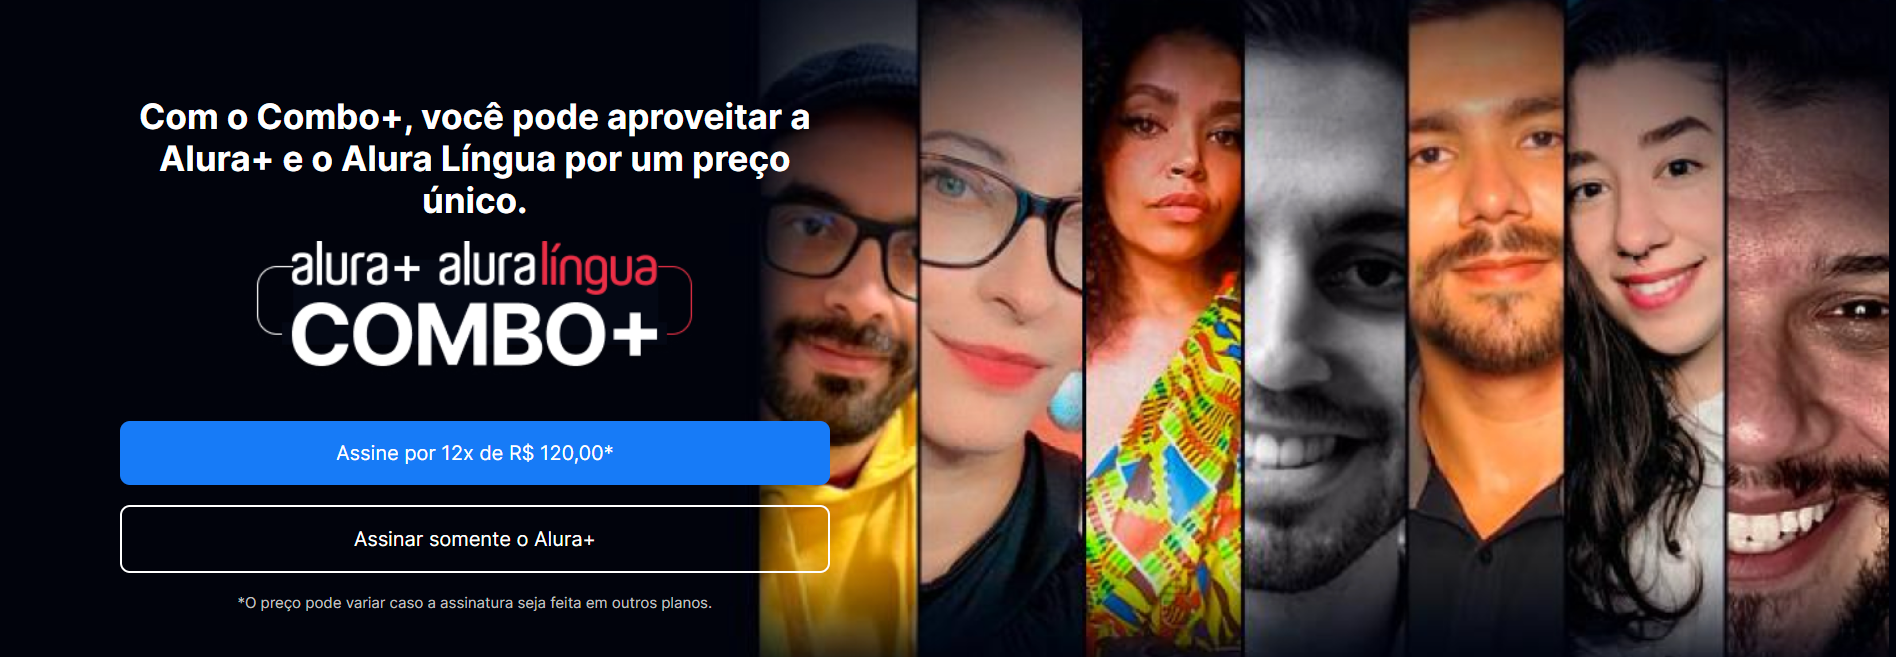 Com o Combo+, você pode aproveitar a
Alura+ e o Alura Língua por um preço
único.
alura+ aluralíngua
COMBO+
Assine por 12x de R$ 120,00*
Assinar somente o Alura+
*O preço pode variar caso a assinatura seja feita em outros planos.